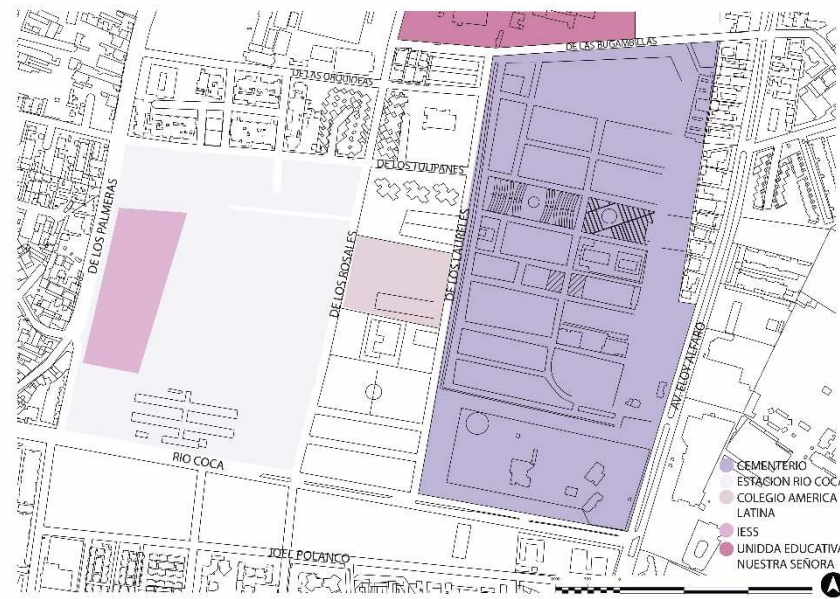 DE LAS BUGAMBILLAS
DE LAS ORQUIDEAS
DE LOS TULIPANES
DE LOS PALMERAS
DE LOS ROSALES
DE LOS LAURELES
AV. ELOY ALFARO
RIO COCA
JOEL POLANCO
CEMENTERIO
ESTACION RIO COCA
COLEGIO AMERICA
LATINA
IESS
UNIDDA EDUCATIVA
NUESTRA SEÑORA